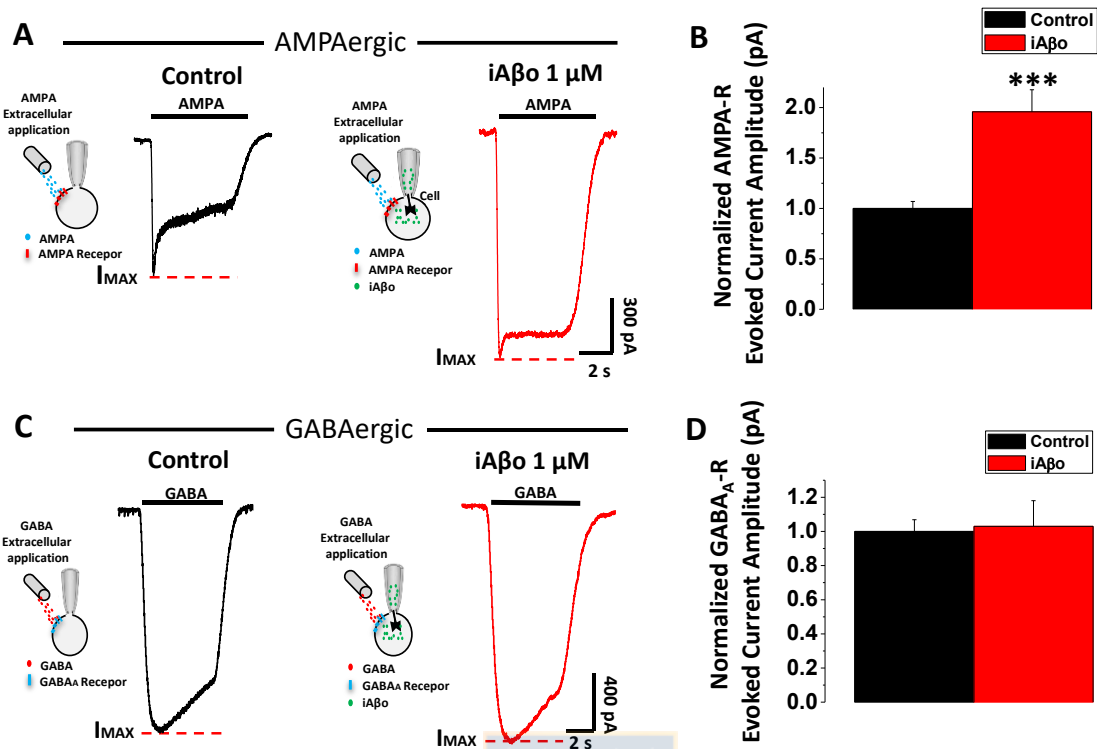 A
AMPAergic
Control
AMPA
AMPA
Extracellular
application
AMPA
AMPA Recepor
IMAX
iAβo 1 μM
AMPA
AMPA
Extracellular
application
Cell
AMPA
AMPA Recepor
iAβo
IMAX
300 pA
2 s
B
Control
iAβo
***
Normalized AMPA-R
Evoked Current Amplitude (pA)
2.0
1.5
1.0
0.5
0.0
C
GABAergic
Control
GABA
GABA
Extracellular
application
GABA
GABAA Recepor
IMAX
iAβo 1 μM
GABA
GABA
Extracellular
application
GABA
GABAA Recepor
iAβo
IMAX
400 pA
2 s
D
Control
iAβo
Normalized GABAA-R
Evoked Current Amplitude (pA)
1.2
1.0
0.8
0.6
0.4
0.2
0.0